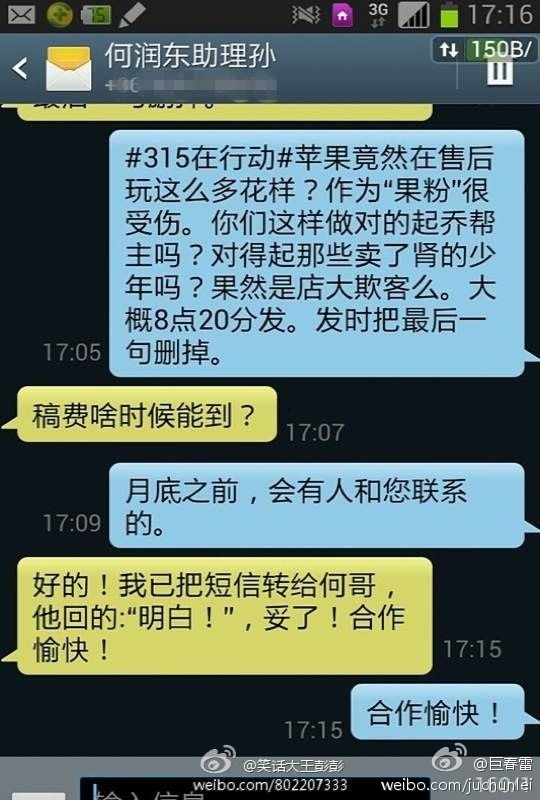 17:16
3G
150B/
何润东助理孙
#315在行动#苹果竟然在售后
玩这么多花样？作为“果粉”很
受伤。你们这样做对的起乔帮
主吗？对得起那些卖了肾的少
年吗？果然是店大欺客么。大
概8点20分发。发时把最后一
句删掉。
17:05
稿费啥时候能到？
17:07
月底之前，会有人和您联系
的。
17:09
好的！我已把短信转给何哥，
他回的:“明白！”，妥了！合作
愉快！
17:15
合作愉快！
17:15
@笑话大王彭彭
weibo.com/802207333
@巨春雷
weibo.com/juchunlei
输入信息